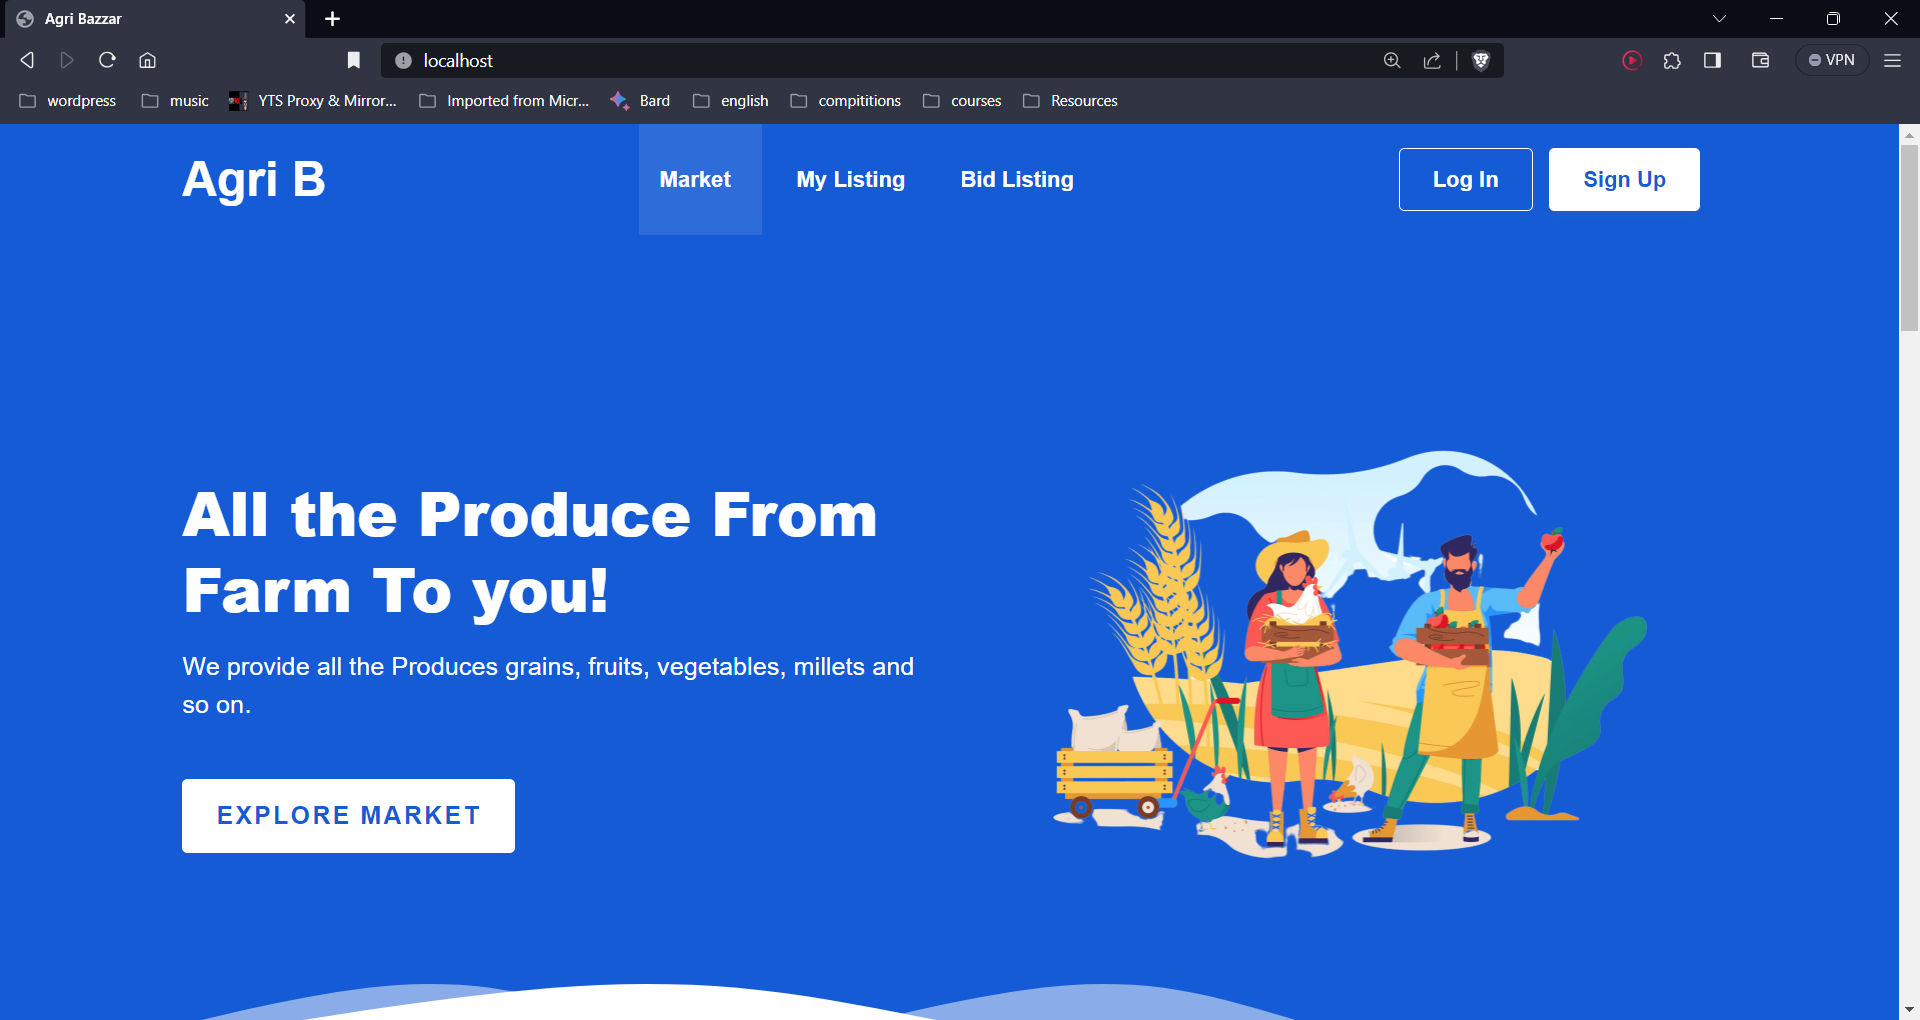 Agri Bazzar
localhost
VPN
wordpress music YTS Proxy & Mirror... Imported from Micr... Bard english compititions courses Resources
Agri B Market My Listing Bid Listing Log In Sign Up
All the Produce From
Farm To you!
We provide all the Produces grains, fruits, vegetables, millets and
so on.
EXPLORE MARKET